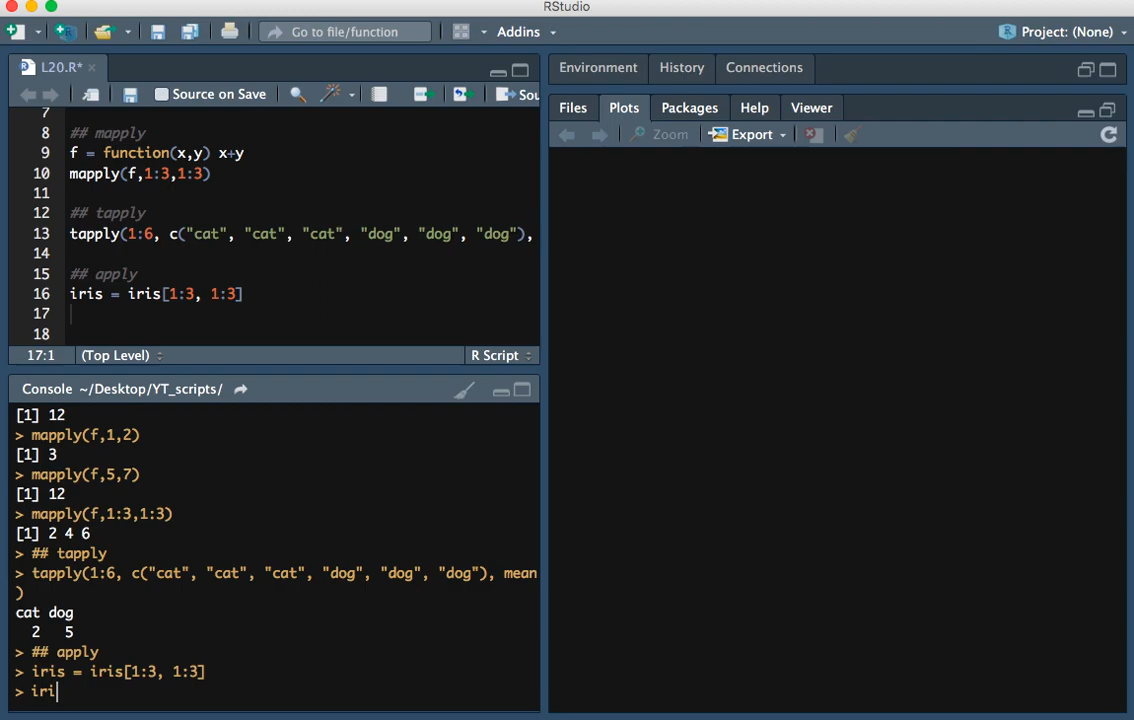 RStudio
Go to file/function Addins Project: (None)
L20.R*
Source on Save Sou
7
8 ## mapply
9 f = function(x,y) x+y
10 mapply(f,1:3,1:3)
11
12 ## tapply
13 tapply(1:6, c("cat", "cat", "cat", "dog", "dog", "dog"),
14
15 ## apply
16 iris = iris[1:3, 1:3]
17
18
17:1 (Top Level) R Script
Console ~/Desktop/YT_scripts/
[1] 12
> mapply(f,1,2)
[1] 3
> mapply(f,5,7)
[1] 12
> mapply(f,1:3,1:3)
[1] 2 4 6
> ## tapply
> tapply(1:6, c("cat", "cat", "cat", "dog", "dog", "dog"), mean
)
cat dog
2 5
> ## apply
> iris = iris[1:3, 1:3]
> iri
Environment History Connections
Files Plots Packages Help Viewer
Zoom Export